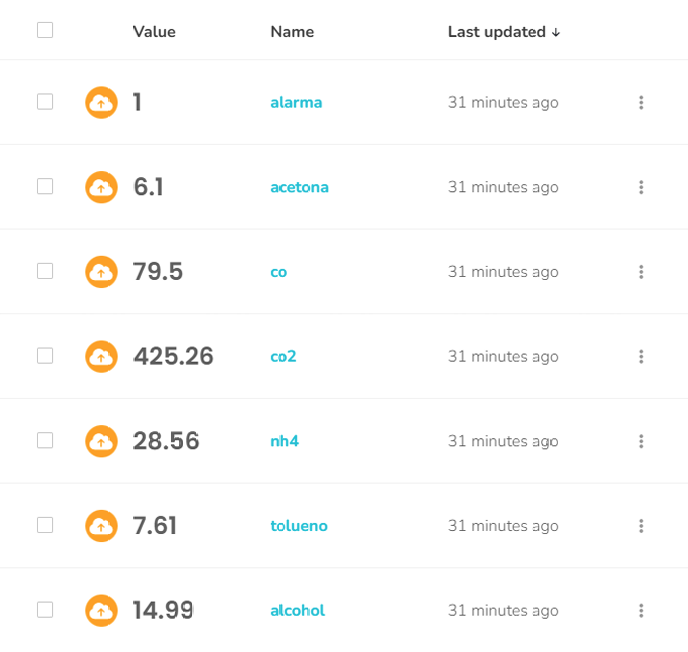 Value Name Last updated ↓
1 alarma 31 minutes ago
6.1 acetona 31 minutes ago
79.5 co 31 minutes ago
425.26 co2 31 minutes ago
28.56 nh4 31 minutes ago
7.61 tolueno 31 minutes ago
14.99 alcohol 31 minutes ago